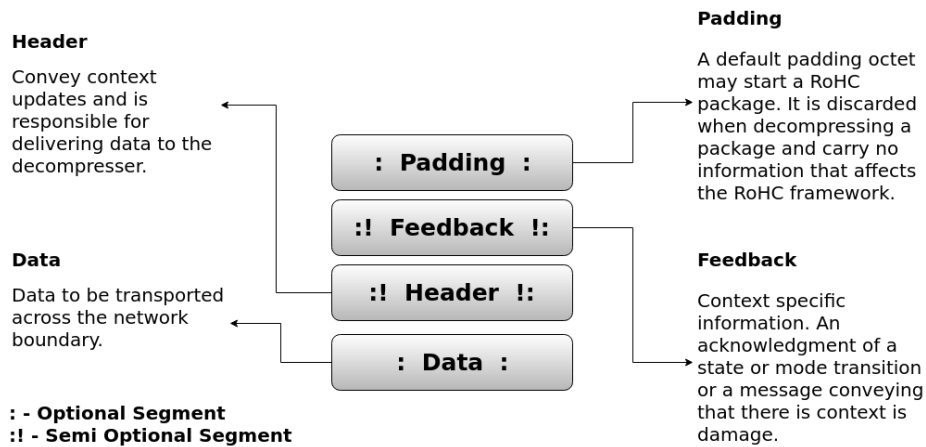 Header
Convey context
updates and is
responsible for
delivering data to the
decompresser.
Data
Data to be transported
across the network
boundary.
: - Optional Segment
:! - Semi Optional Segment
: Padding :
:! Feedback !:
:! Header !:
: Data :
Padding
A default padding octet
may start a RoHC
package. It is discarded
when decompressing a
package and carry no
information that affects
the RoHC framework.
Feedback
Context specific
information. An
acknowledgment of a
state or mode transition
or a message conveying
that there is context is
damage.